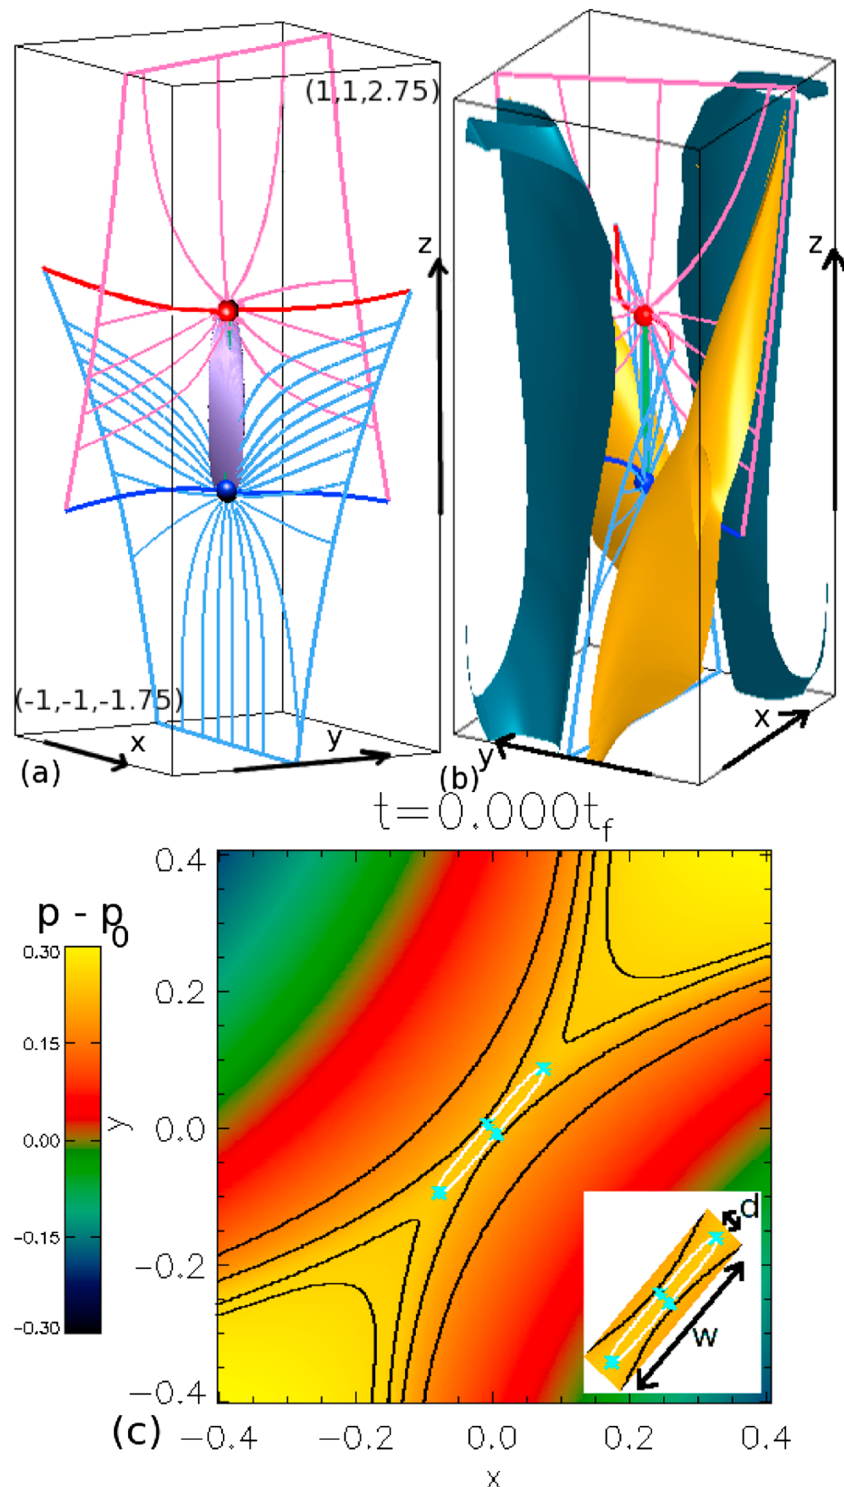 (1,1,2.75)
z
z
(-1,-1,-1.75)
x
y
(a)
y
x
(b)
t=0.000t_f
p - p_0
0.30
0.15
0.00
-0.15
-0.30
0.4
0.2
0.0
-0.2
-0.4
y
d
w
(c)
-0.4
-0.2
0.0
0.2
0.4
x